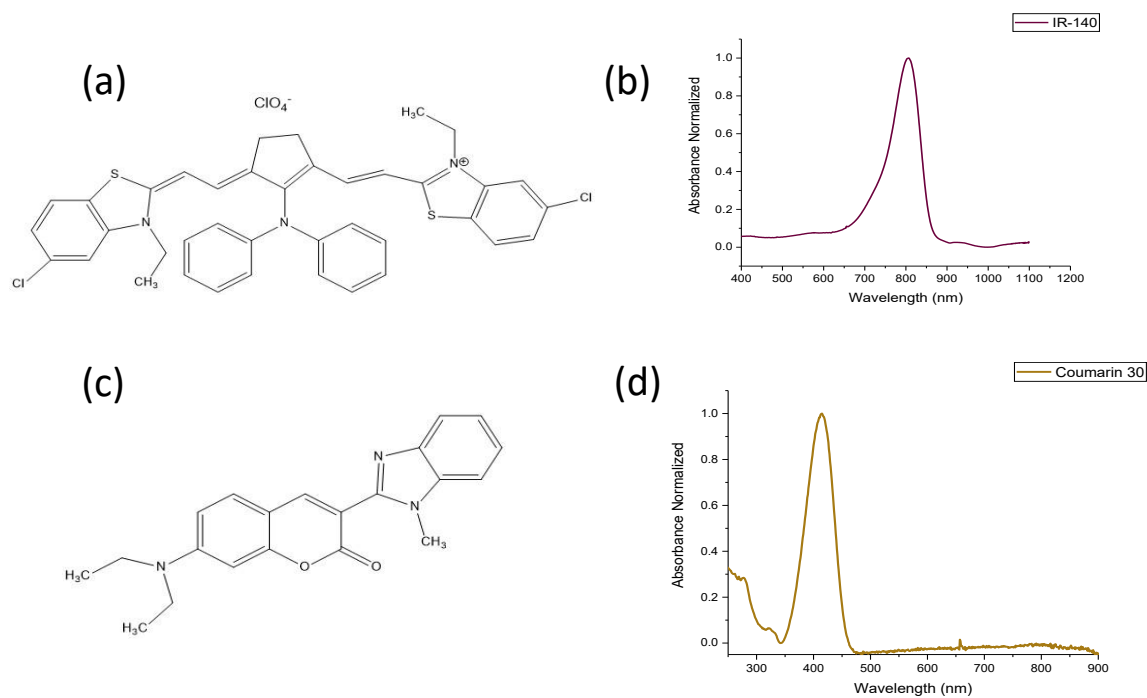 (a)
ClO₄⁻
H₃C
N⊕
S
Cl
S
N
N
Cl
CH₃
(b)
IR-140
Absorbance Normalized
1.0
0.8
0.6
0.4
0.2
0.0
400 500 600 700 800 900 1000 1100 1200
Wavelength (nm)
(c)
N
N
CH₃
H₃C
N
O
O
H₃C
(d)
Coumarin 30
Absorbance Normalized
1.0
0.8
0.6
0.4
0.2
0.0
300 400 500 600 700 800 900
Wavelength (nm)